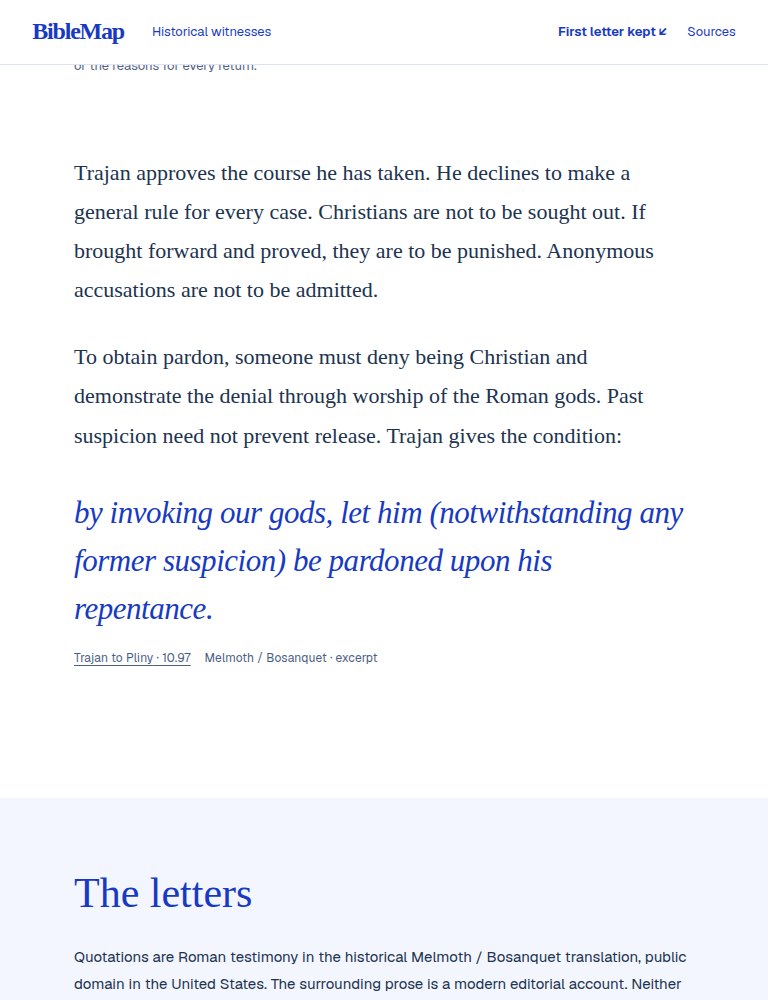 BibleMap Historical witnesses First letter kept ↙ Sources
or the reasons for every return.
Trajan approves the course he has taken. He declines to make a
general rule for every case. Christians are not to be sought out. If
brought forward and proved, they are to be punished. Anonymous
accusations are not to be admitted.
To obtain pardon, someone must deny being Christian and
demonstrate the denial through worship of the Roman gods. Past
suspicion need not prevent release. Trajan gives the condition:
by invoking our gods, let him (notwithstanding any
former suspicion) be pardoned upon his
repentance.
Trajan to Pliny · 10.97 Melmoth / Bosanquet · excerpt
The letters
Quotations are Roman testimony in the historical Melmoth / Bosanquet translation, public
domain in the United States. The surrounding prose is a modern editorial account. Neither